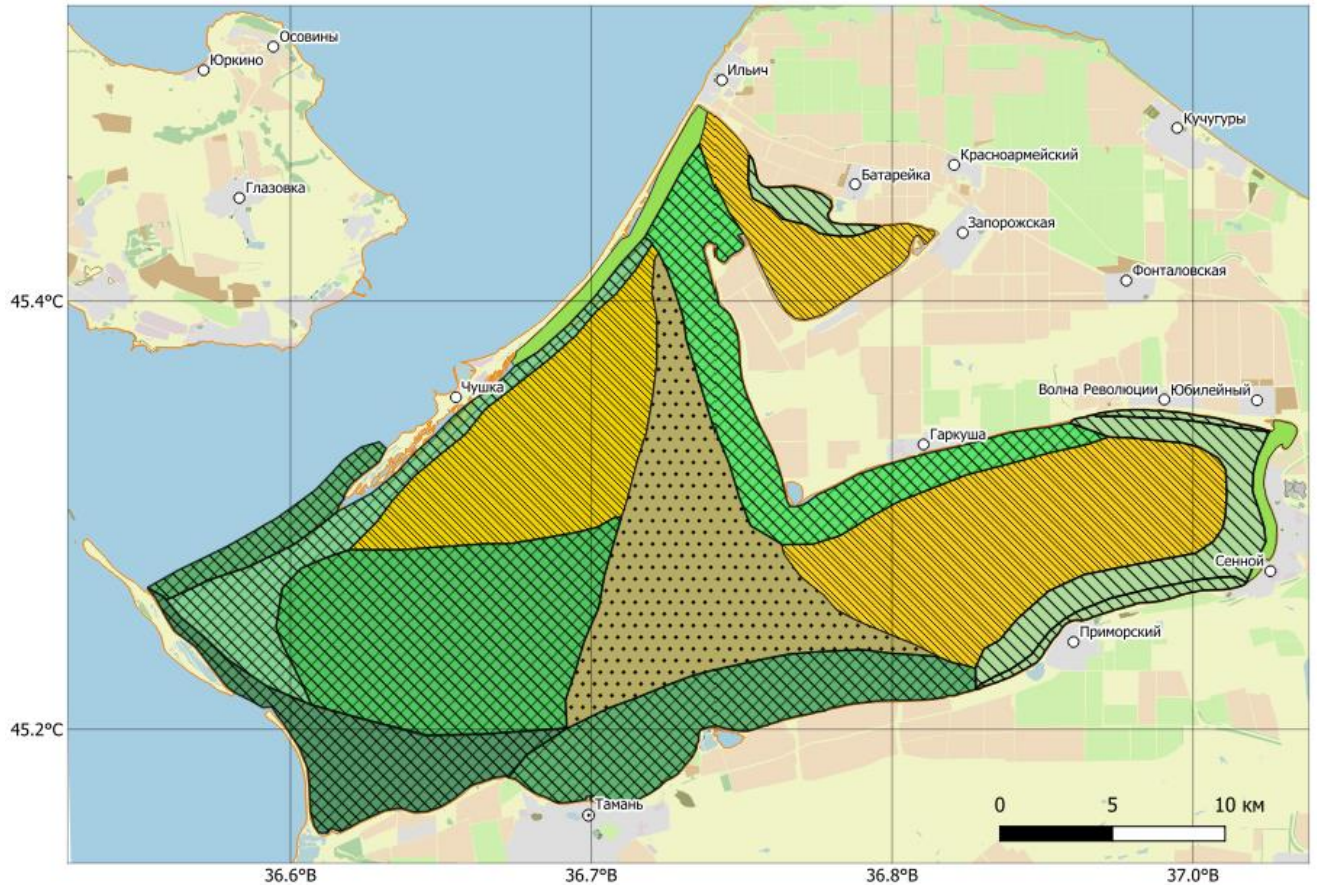 Осовины
Юркино
Ильич
Кучугуры
Красноармейский
Батарейка
Глазовка
Запорожская
Фонталовская
45.4°С
Чушка
Волна Революции
Юбилейный
Гаркуша
Сенной
Приморский
45.2°С
0 5 10 км
Тамань
36.6°В 36.7°В 36.8°В 37.0°В